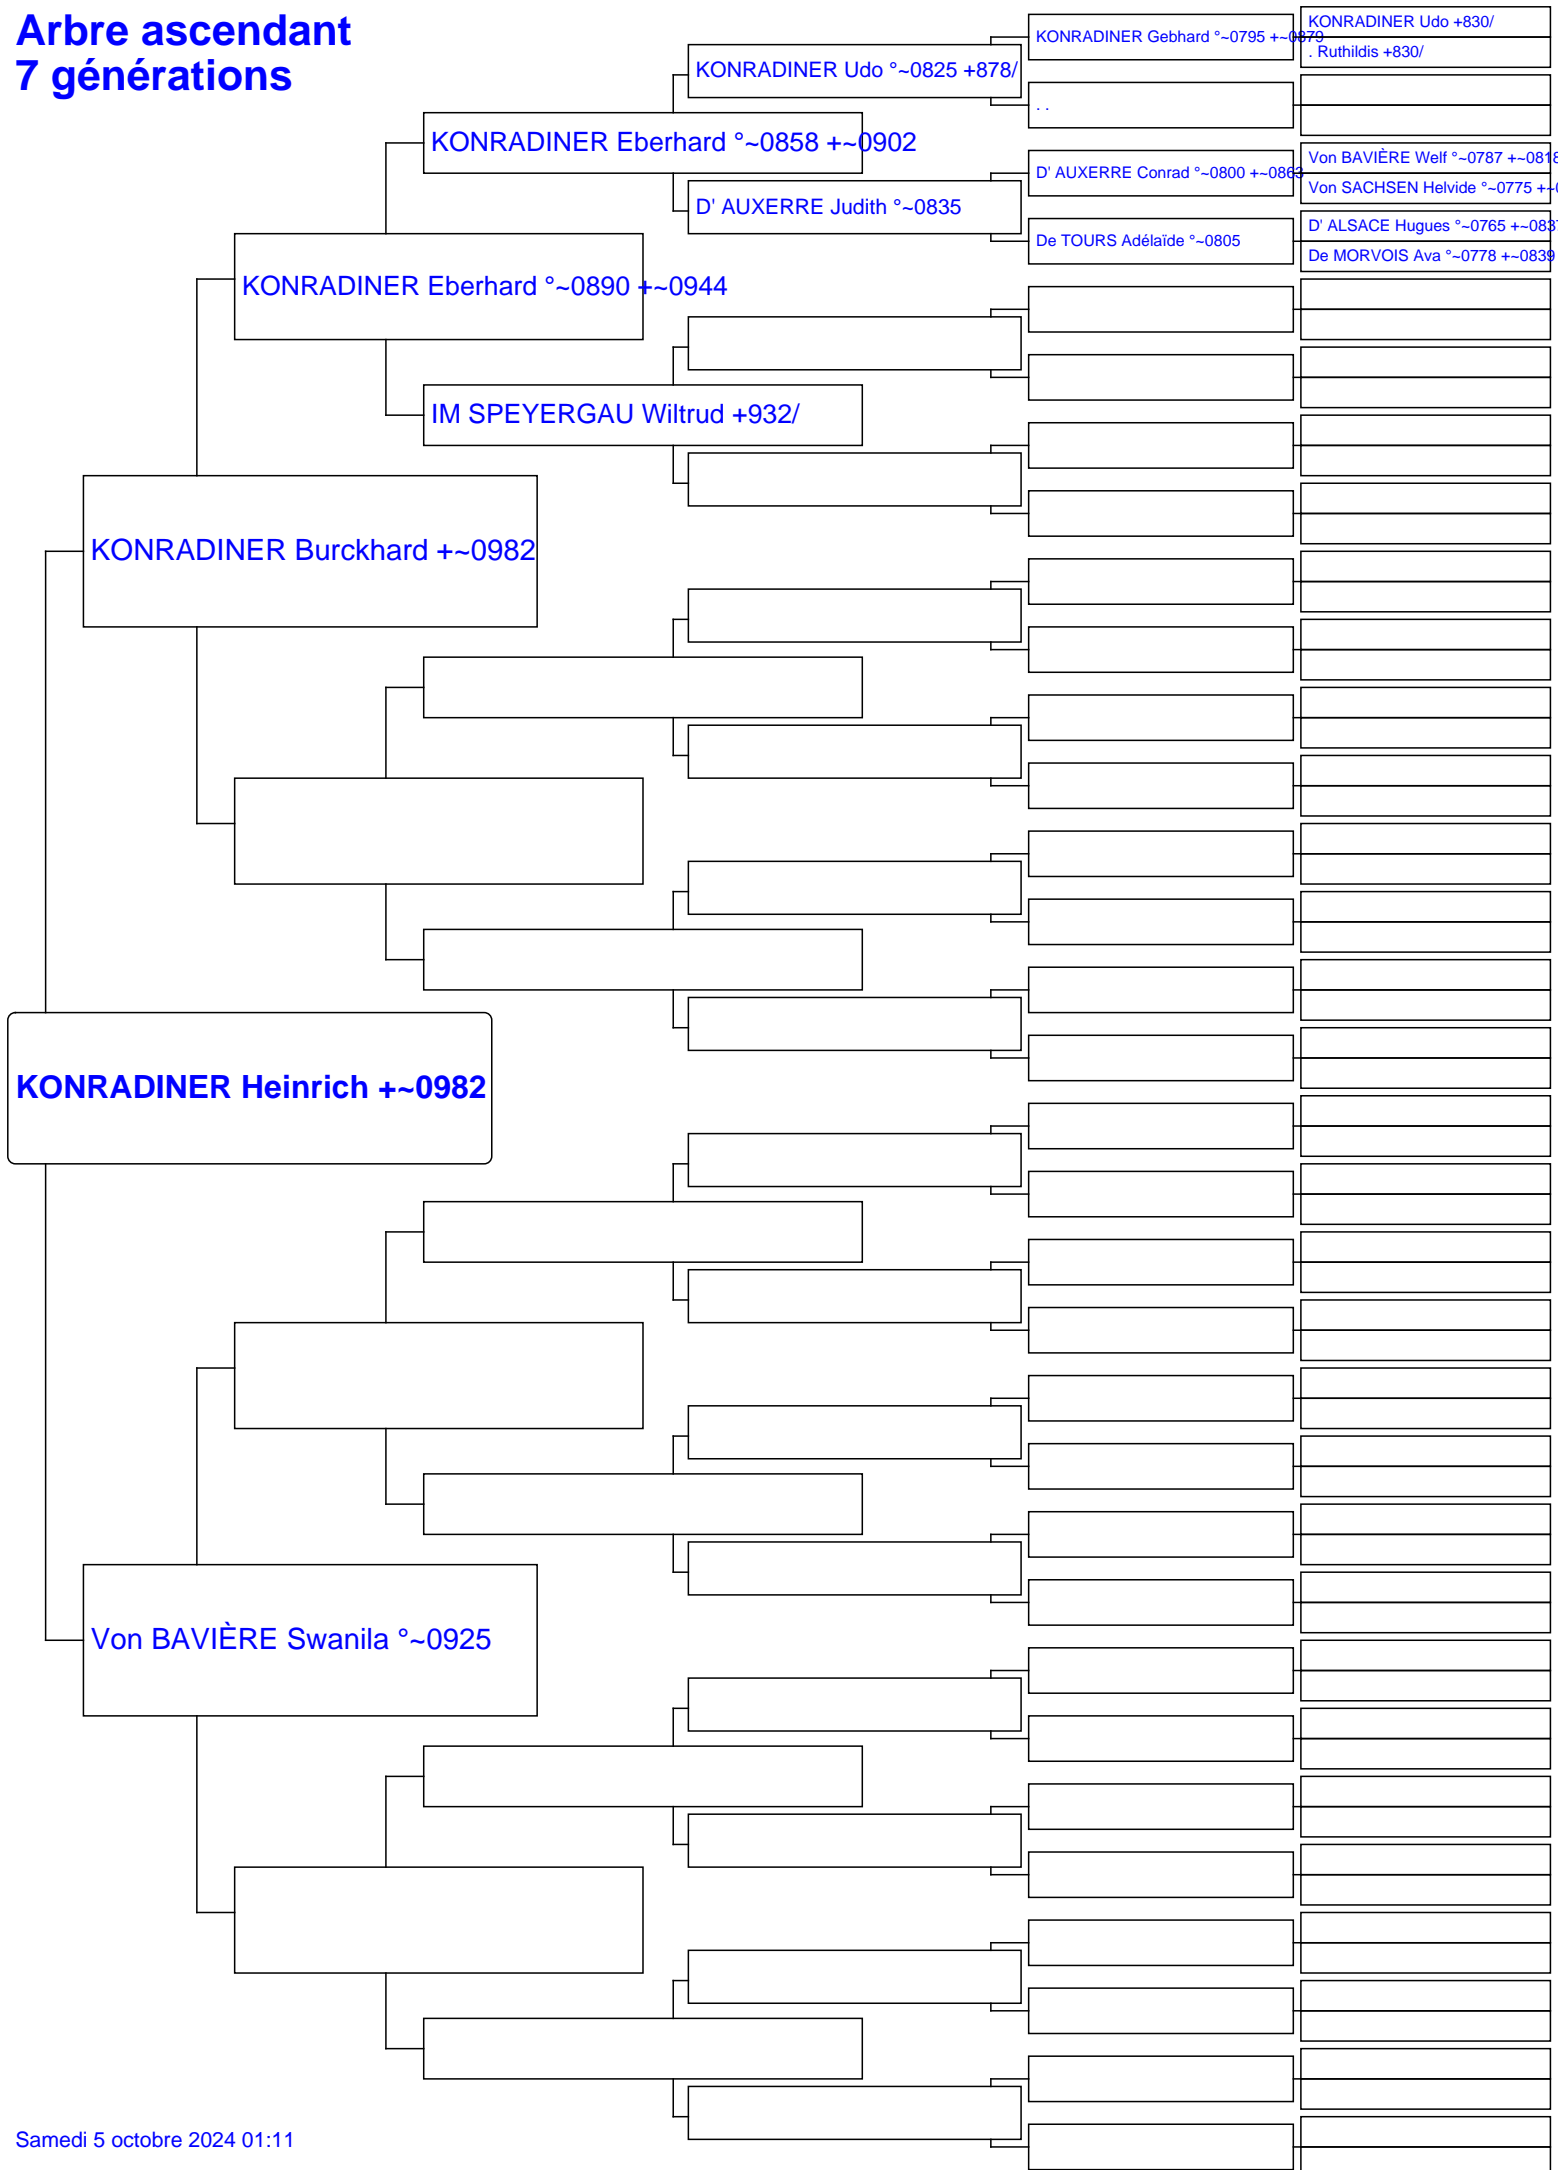 Arbre ascendant
7 générations
KONRADINER Udo +830/
KONRADINER Gebhard °~0795 +~0879
. Ruthildis +830/
KONRADINER Udo °~0825 +878/
. .
KONRADINER Eberhard °~0858 +~0902
Von BAVIÈRE Welf °~0787 +~0818
D' AUXERRE Conrad °~0800 +~0863
Von SACHSEN Helvide °~0775
D' AUXERRE Judith °~0835
D' ALSACE Hugues °~0765 +~0837
De TOURS Adélaïde °~0805
De MORVOIS Ava °~0778 +~0839
KONRADINER Eberhard °~0890 +~0944
IM SPEYERGAU Wiltrud +932/
KONRADINER Burckhard +~0982
KONRADINER Heinrich +~0982
Von BAVIÈRE Swanila °~0925
Samedi 5 octobre 2024 01:11